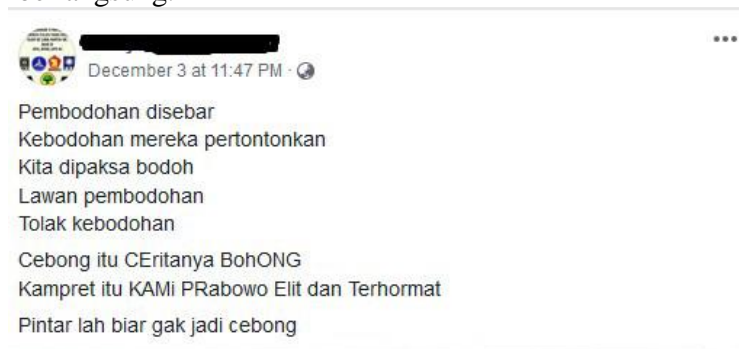 December 3 at 11:47 PM
Pembodohan disebar
Kebodohan mereka pertontonkan
Kita dipaksa bodoh
Lawan pembodohan
Tolak kebodohan
Cebong itu CEritanya BohONG
Kampret itu KAMi PRabowo Elit dan Terhormat
Pintar lah biar gak jadi cebong